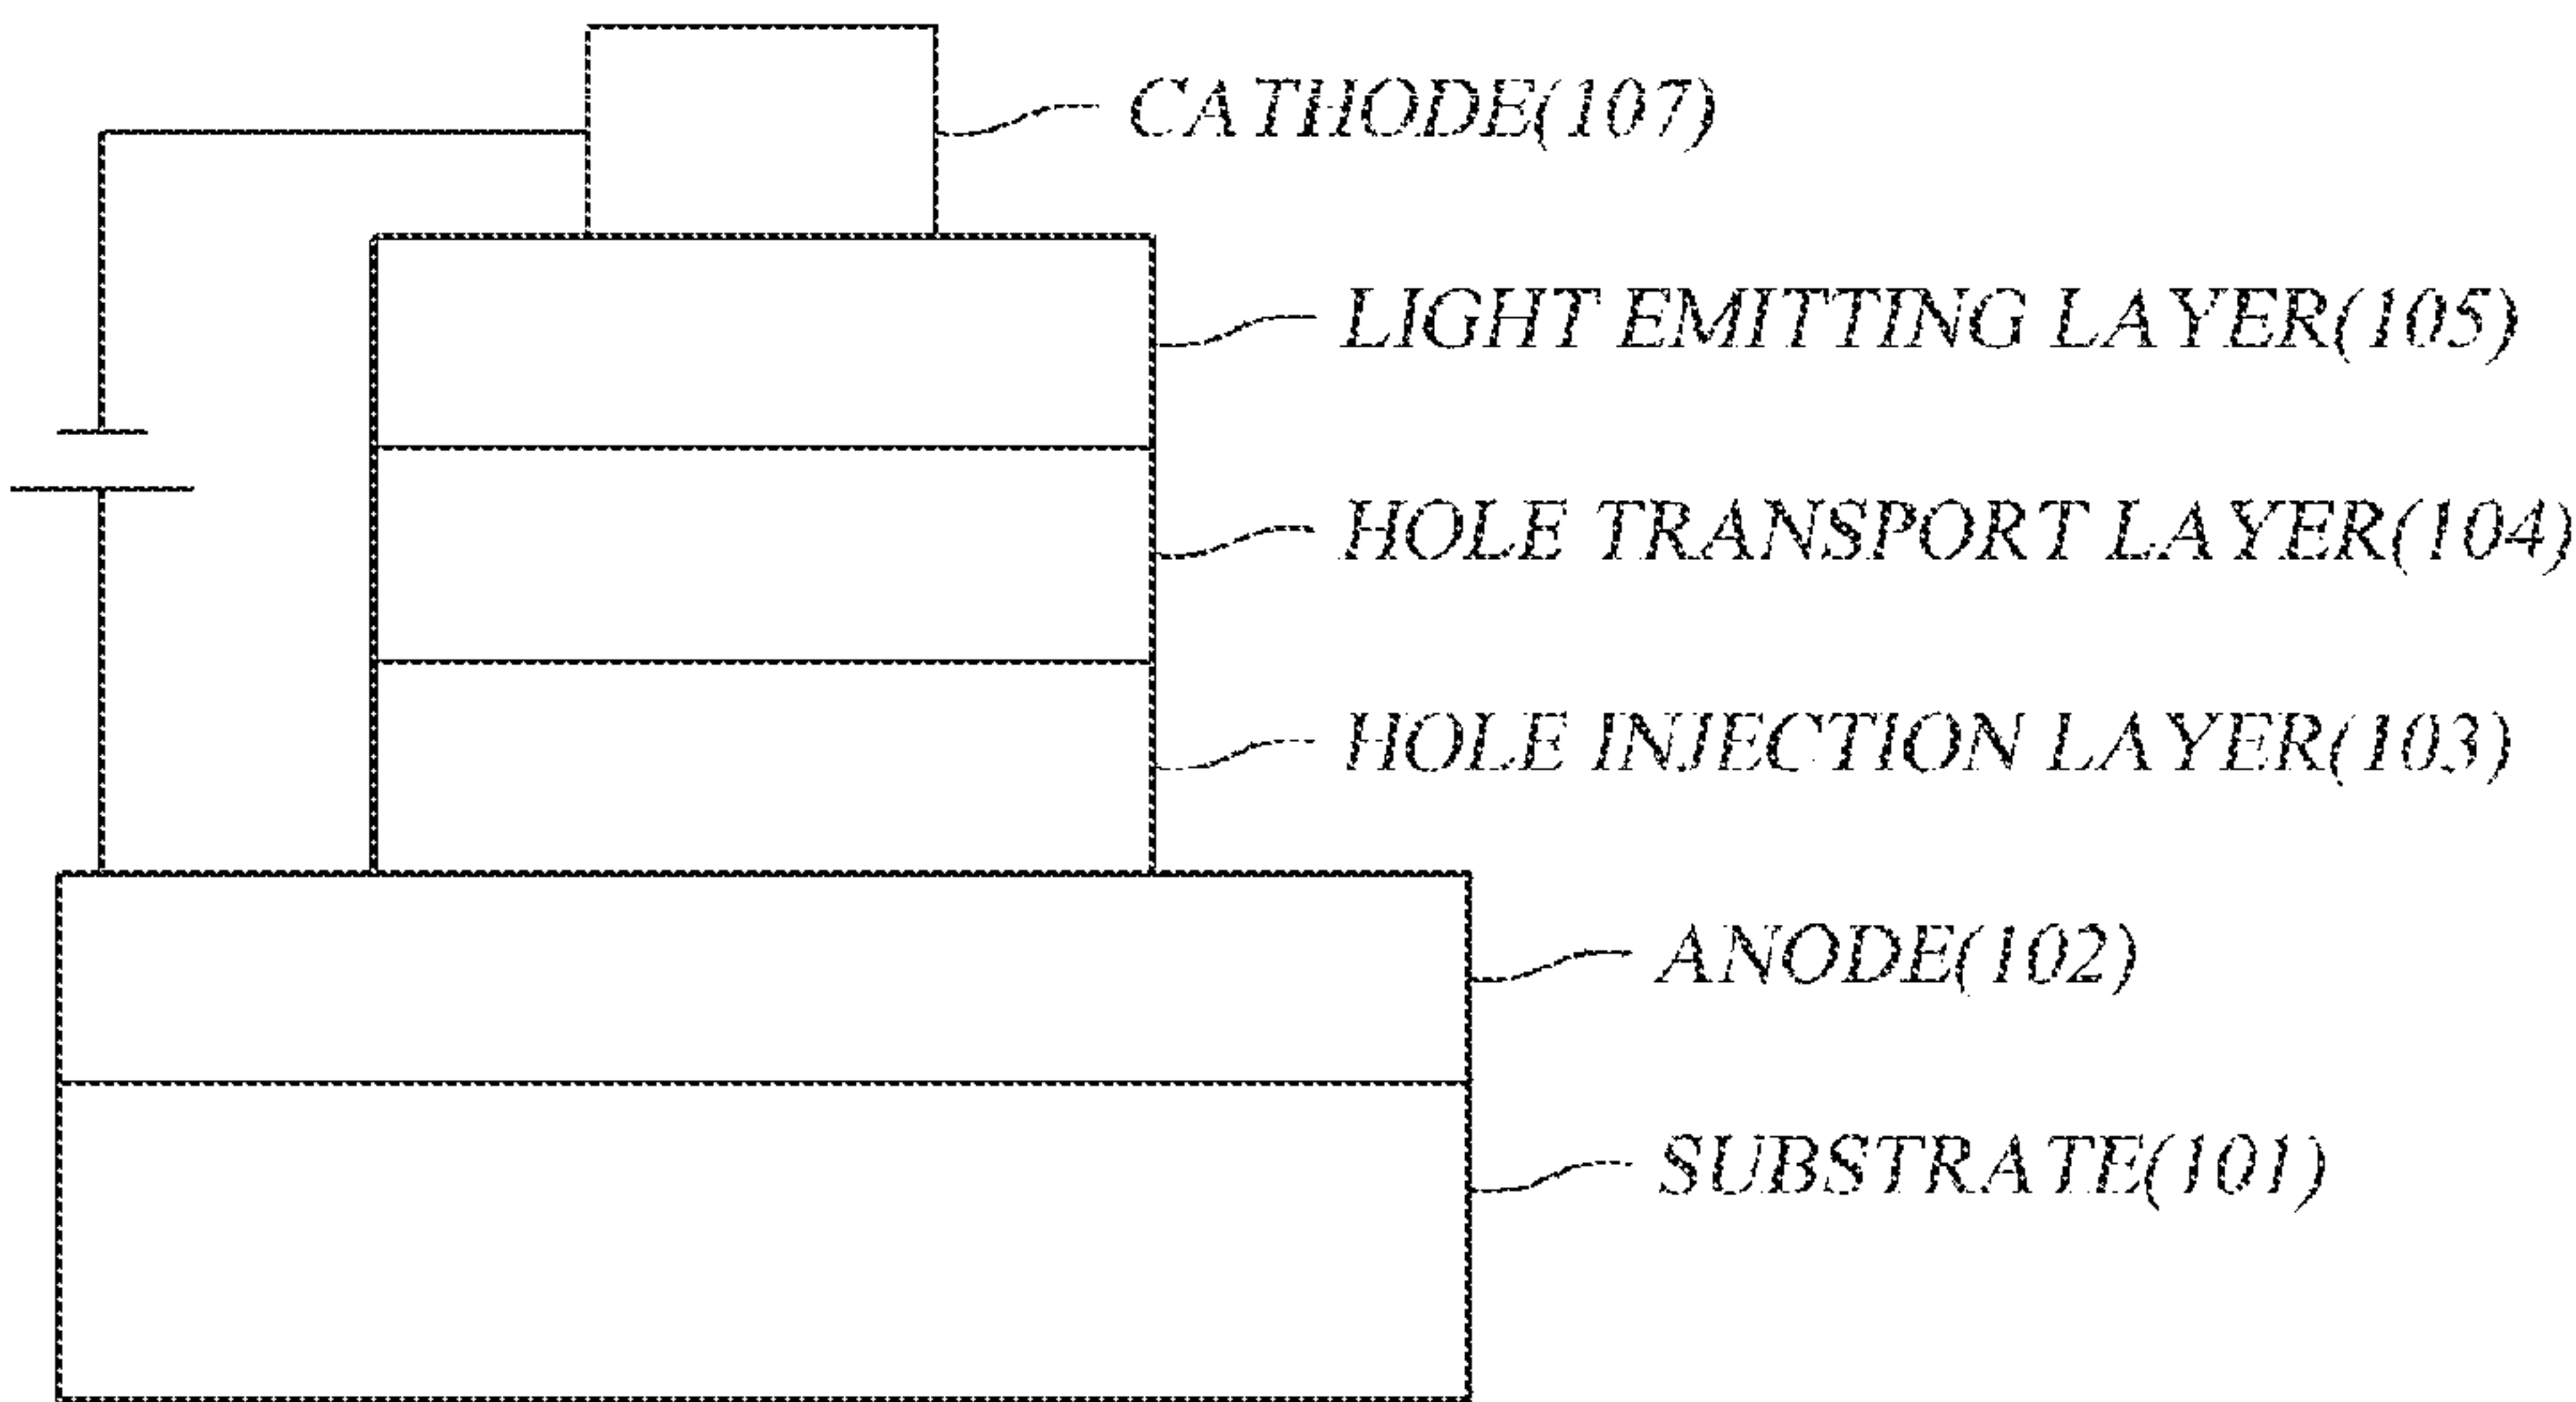 CATHODE(107)
LIGHT EMITTING LAYER(105)
HOLE TRANSPORT LAYER(104)
HOLE INJECTION LAYER(103)
ANODE(102)
SUBSTRATE(101)